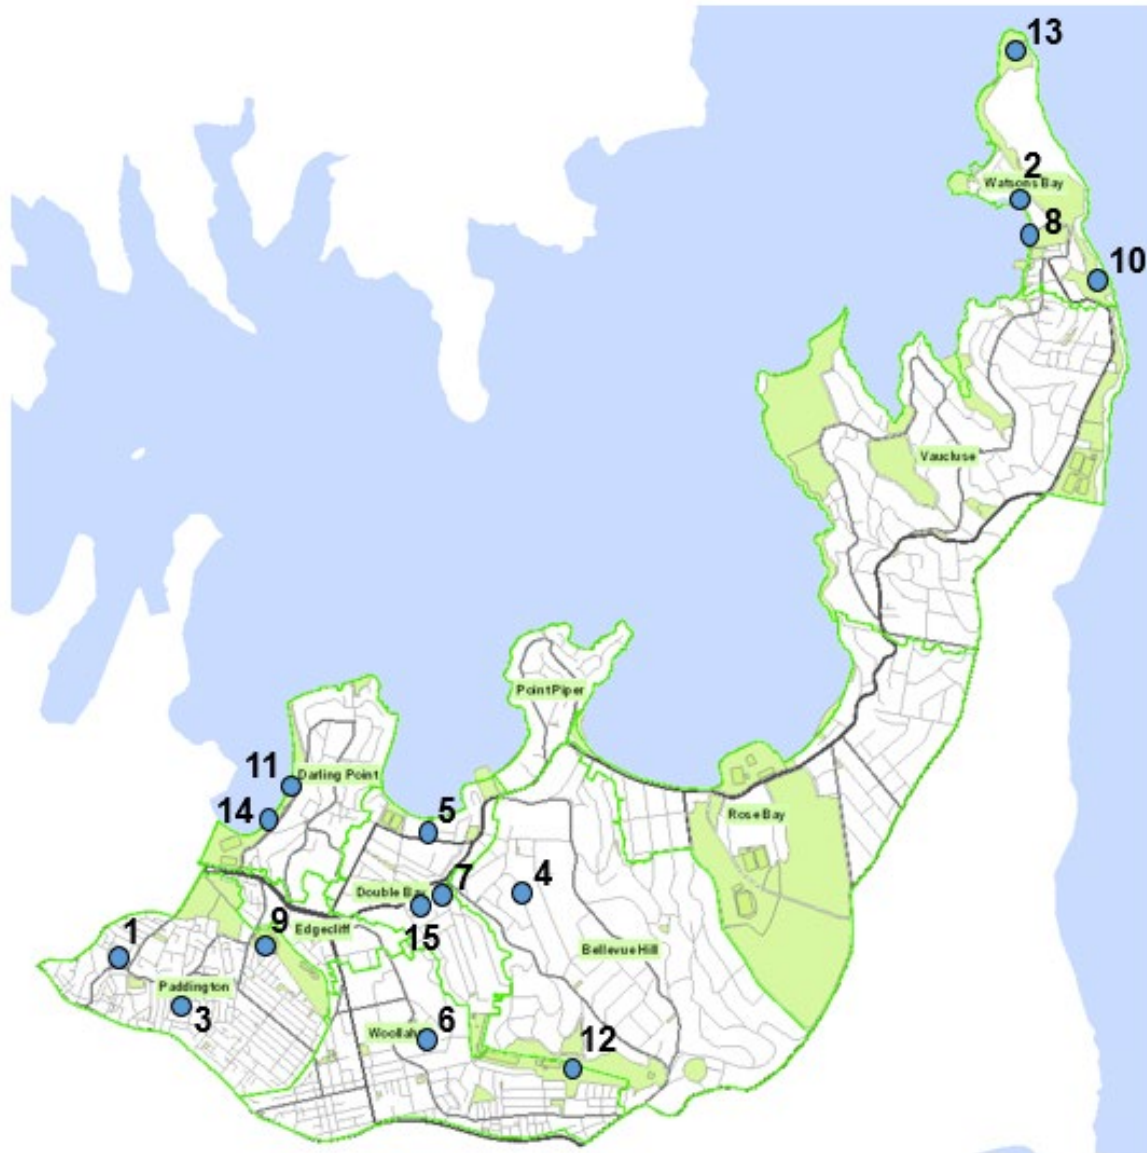 13
2
Watsons Bay
8
10
Vaucluse
Point Piper
11
Darling Point
14
5
Rose Bay
7
4
Double Bay
15
1
9
Edgecliff
Bellevue Hill
Paddington
3
6
Woollah
12